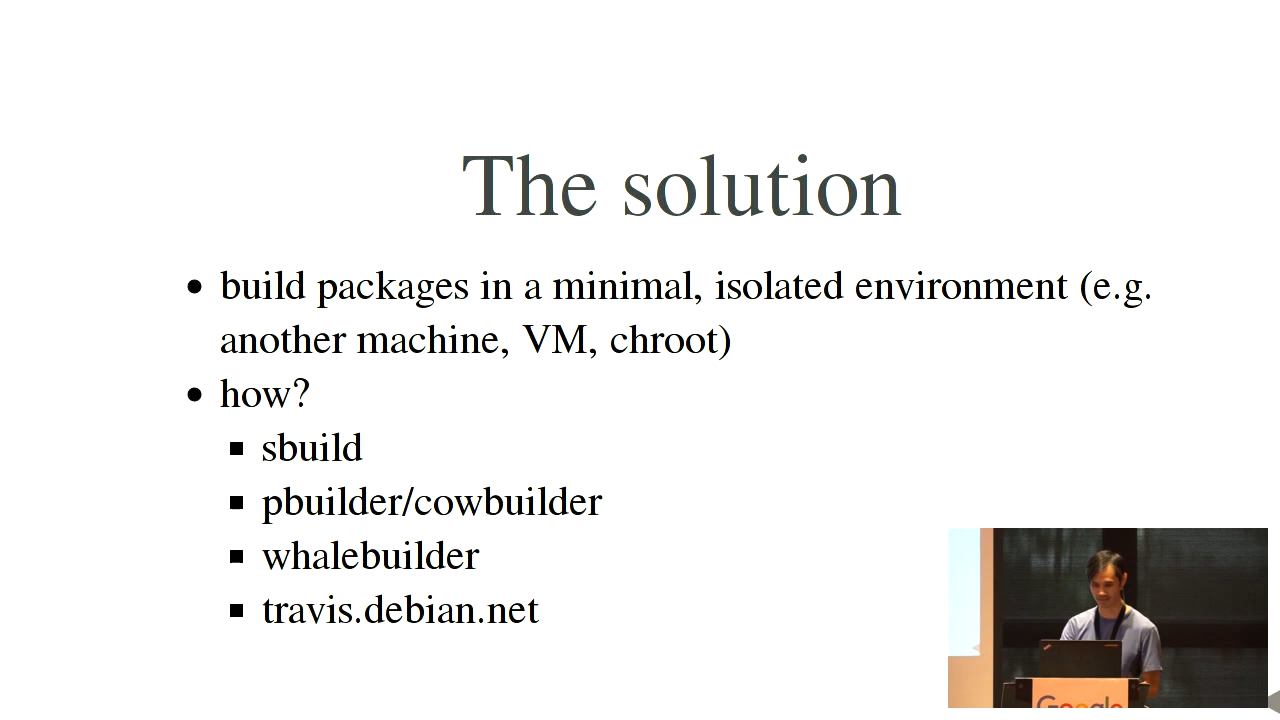 The solution
build packages in a minimal, isolated environment (e.g.
another machine, VM, chroot)
how?
sbuild
pbuilder/cowbuilder
whalebuilder
travis.debian.net
Google